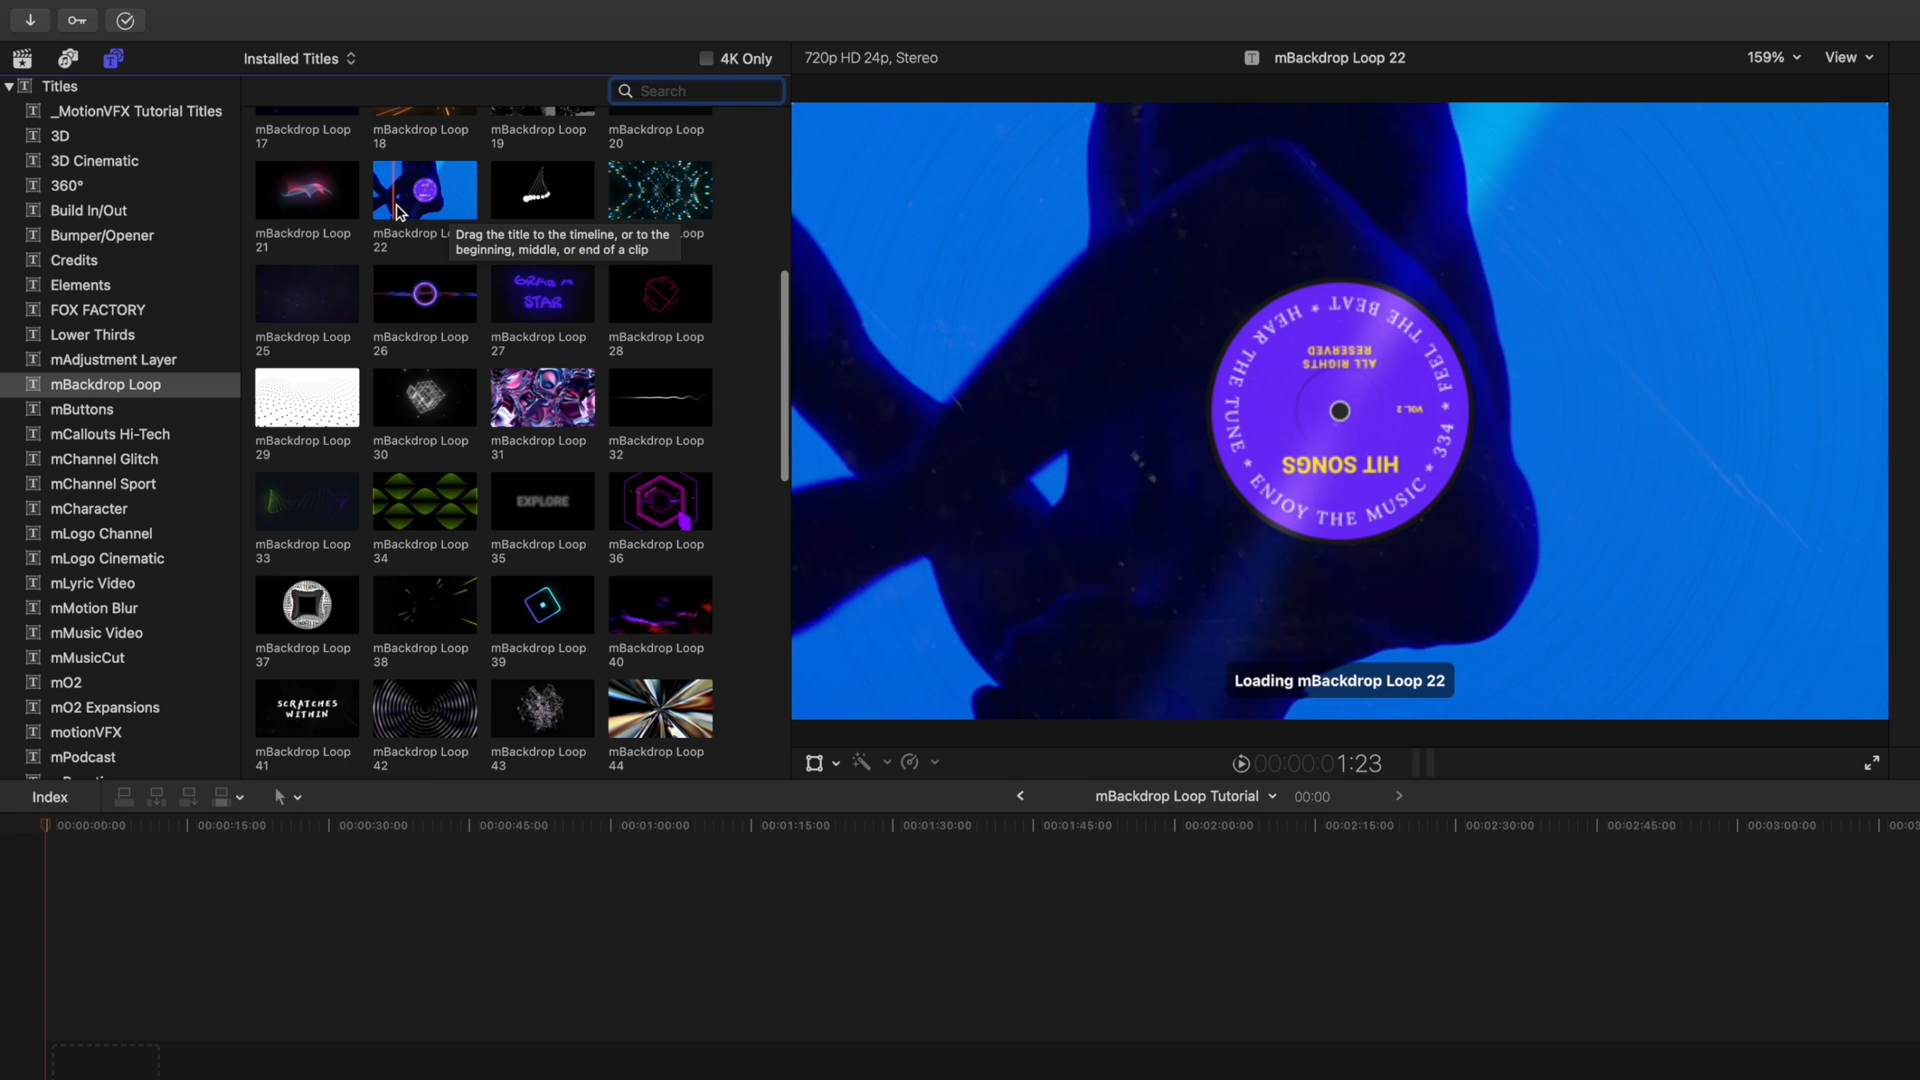 Installed Titles
4K Only
720p HD 24p, Stereo
mBackdrop Loop 22
159%
View
Search
Titles
_MotionVFX Tutorial Titles
3D
3D Cinematic
360°
Build In/Out
Bumper/Opener
Credits
Elements
FOX FACTORY
Lower Thirds
mAdjustment Layer
mBackdrop Loop
mButtons
mCallouts Hi-Tech
mChannel Glitch
mChannel Sport
mCharacter
mLogo Channel
mLogo Cinematic
mLyric Video
mMotion Blur
mMusic Video
mMusicCut
mO2
mO2 Expansions
motionVFX
mPodcast
mBackdrop Loop 17
mBackdrop Loop 18
mBackdrop Loop 19
mBackdrop Loop 20
mBackdrop Loop 21
mBackdrop Lo
22
Drag the title to the timeline, or to the
beginning, middle, or end of a clip
oop
GRAB A
STAR
mBackdrop Loop 25
mBackdrop Loop 26
mBackdrop Loop 27
mBackdrop Loop 28
mBackdrop Loop 29
mBackdrop Loop 30
mBackdrop Loop 31
mBackdrop Loop 32
EXPLORE
mBackdrop Loop 33
mBackdrop Loop 34
mBackdrop Loop 35
mBackdrop Loop 36
mBackdrop Loop 37
mBackdrop Loop 38
mBackdrop Loop 39
mBackdrop Loop 40
SCRATCHES
WITHIN
mBackdrop Loop 41
mBackdrop Loop 42
mBackdrop Loop 43
mBackdrop Loop 44
HEAR THE TUNE * ENJOY THE MUSIC * 334 * FEEL THE BEAT *
ALL RIGHTS
RESERVED
VOL. 2
HIT SONGS
Loading mBackdrop Loop 22
00:00:01:23
Index
mBackdrop Loop Tutorial
00:00
00:00:00:00
00:00:15:00
00:00:30:00
00:00:45:00
00:01:00:00
00:01:15:00
00:01:30:00
00:01:45:00
00:02:00:00
00:02:15:00
00:02:30:00
00:02:45:00
00:03:00:00
00:03